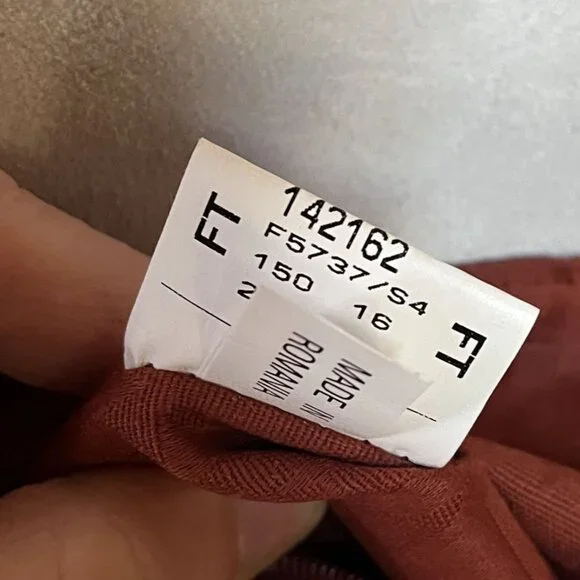 FT
142162
F5737/S4
150
2 16
FT
MADE IN
ROMANIA